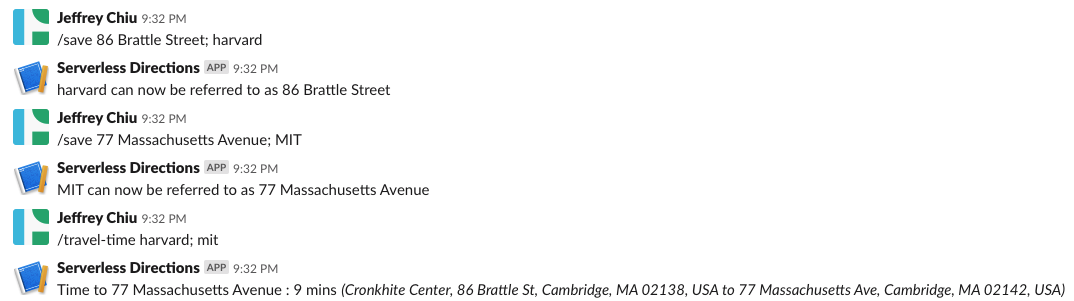 Jeffrey Chiu 9:32 PM
/save 86 Brattle Street; harvard
Serverless Directions APP 9:32 PM
harvard can now be referred to as 86 Brattle Street
Jeffrey Chiu 9:32 PM
/save 77 Massachusetts Avenue; MIT
Serverless Directions APP 9:32 PM
MIT can now be referred to as 77 Massachusetts Avenue
Jeffrey Chiu 9:32 PM
/travel-time harvard; mit
Serverless Directions APP 9:32 PM
Time to 77 Massachusetts Avenue : 9 mins (Cronkhite Center, 86 Brattle St, Cambridge, MA 02138, USA to 77 Massachusetts Ave, Cambridge, MA 02142, USA)